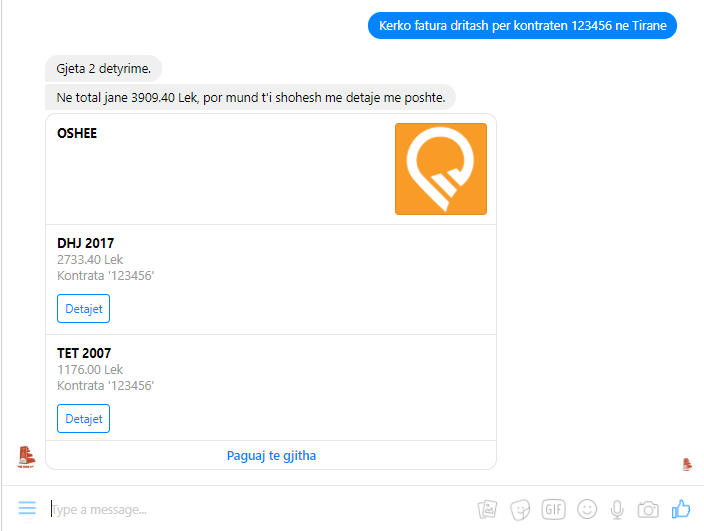 Kerko fatura dritash per kontraten 123456 ne Tirane
Gjeta 2 detyrime.
Ne total jane 3909.40 Lek, por mund t'i shohesh me detaje me poshte.
OSHEE
DHJ 2017
2733.40 Lek
Kontrata '123456'
Detajet
TET 2007
1176.00 Lek
Kontrata '123456'
Detajet
Paguaj te gjitha
Type a message...
GIF